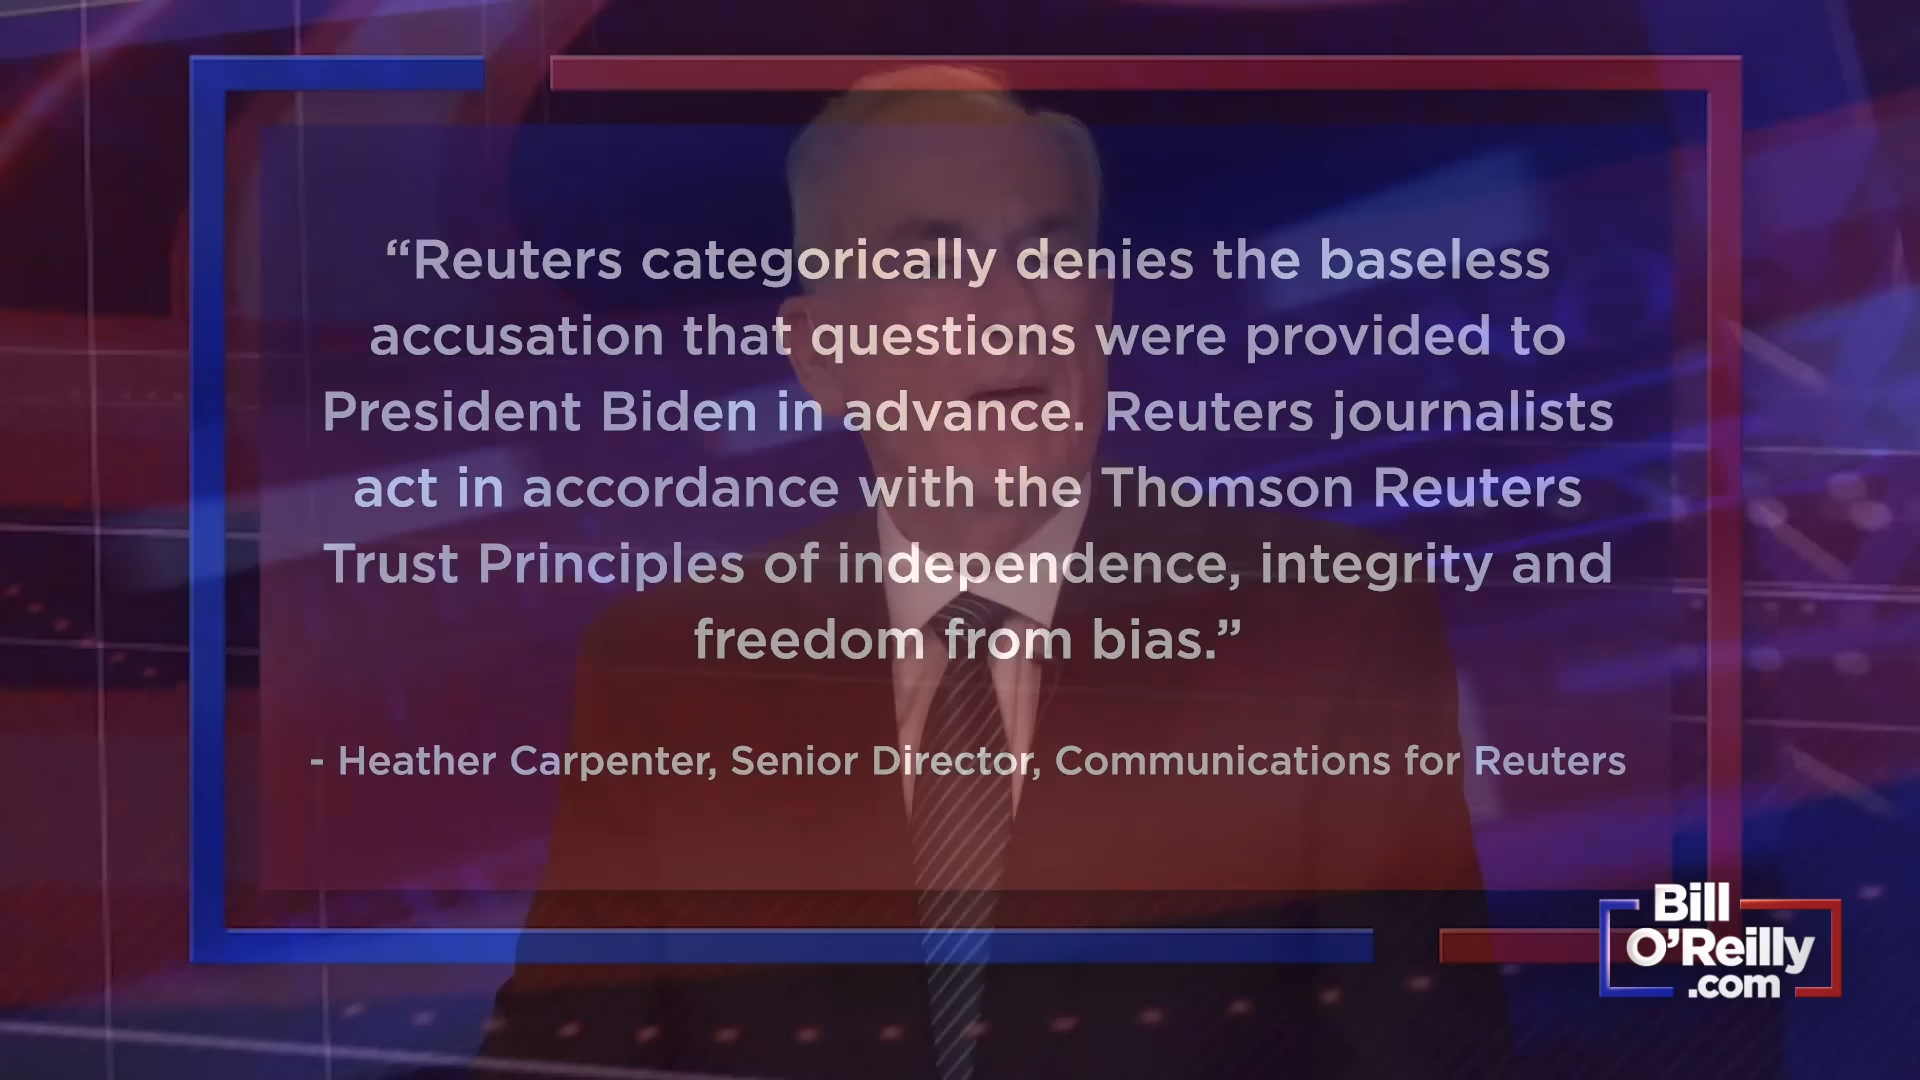 “Reuters categorically denies the baseless
accusation that questions were provided to
President Biden in advance. Reuters journalists
act in accordance with the Thomson Reuters
Trust Principles of independence, integrity and
freedom from bias.”
- Heather Carpenter, Senior Director, Communications for Reuters
Bill
O’Reilly
.com